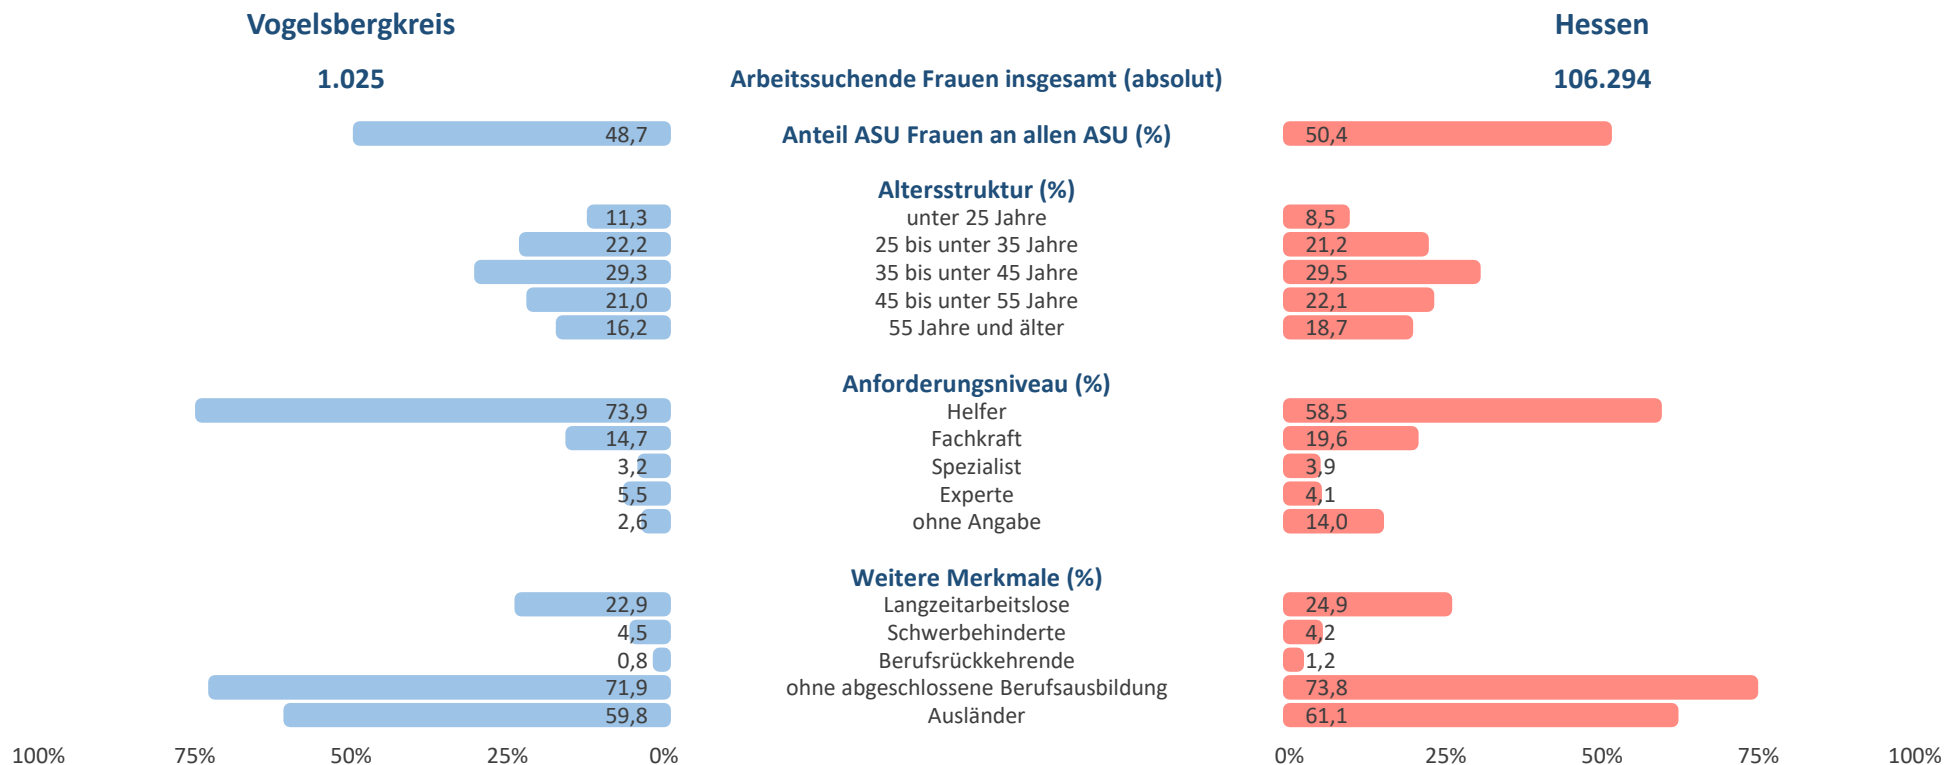 Vogelsbergkreis Hessen
1.025 Arbeitssuchende Frauen insgesamt (absolut) 106.294
48,7 Anteil ASU Frauen an allen ASU (%) 50,4
Altersstruktur (%)
11,3 unter 25 Jahre 8,5
22,2 25 bis unter 35 Jahre 21,2
29,3 35 bis unter 45 Jahre 29,5
21,0 45 bis unter 55 Jahre 22,1
16,2 55 Jahre und älter 18,7
Anforderungsniveau (%)
73,9 Helfer 58,5
14,7 Fachkraft 19,6
3,2 Spezialist 3,9
5,5 Experte 4,1
2,6 ohne Angabe 14,0
Weitere Merkmale (%)
22,9 Langzeitarbeitslose 24,9
4,5 Schwerbehinderte 4,2
0,8 Berufsrückkehrende 1,2
71,9 ohne abgeschlossene Berufsausbildung 73,8
59,8 Ausländer 61,1
100% 75% 50% 25% 0% 0% 25% 50% 75% 100%